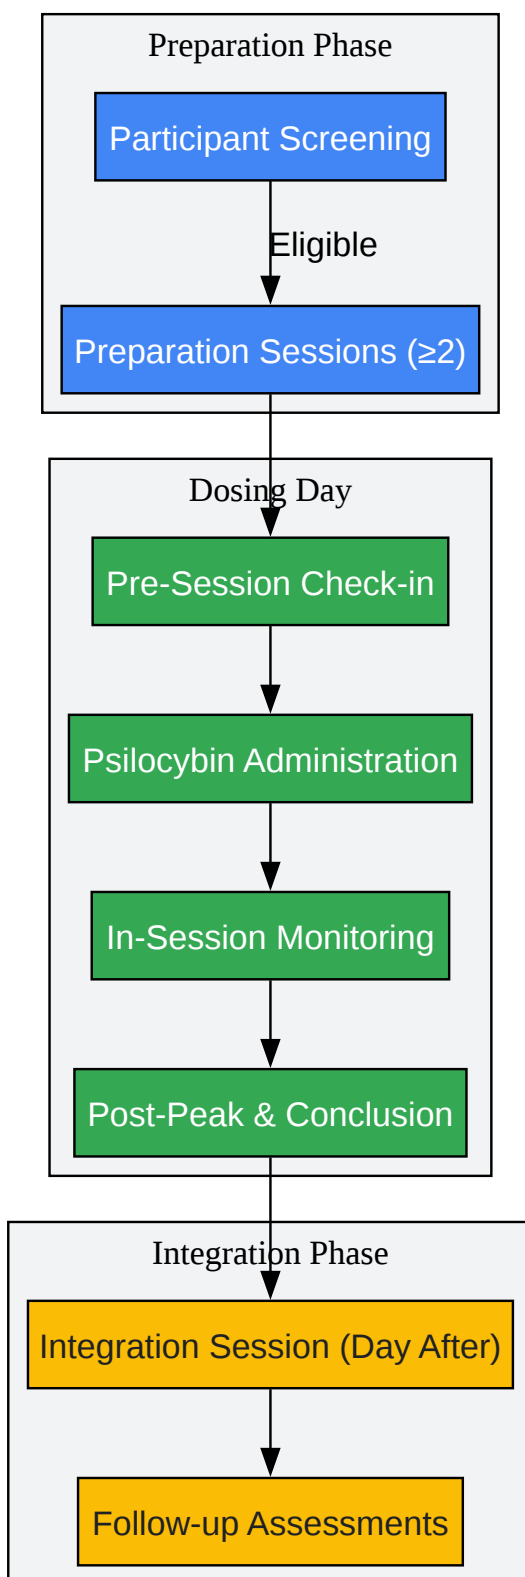 Preparation Phase
Participant Screening
Eligible
Preparation Sessions (≥2)
Dosing Day
Pre-Session Check-in
Psilocybin Administration
In-Session Monitoring
Post-Peak & Conclusion
Integration Phase
Integration Session (Day After)
Follow-up Assessments